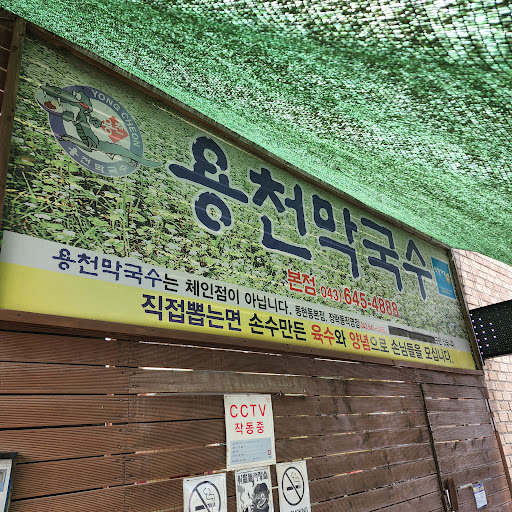 YONG CHEON
용천막국수
용천막국수
본점 043) 645-4888
용천막국수는 체인점이 아닙니다.
직접뽑는면 손수만든 육수와 양념으로 손님들을 모십니다.
CCTV
작동중